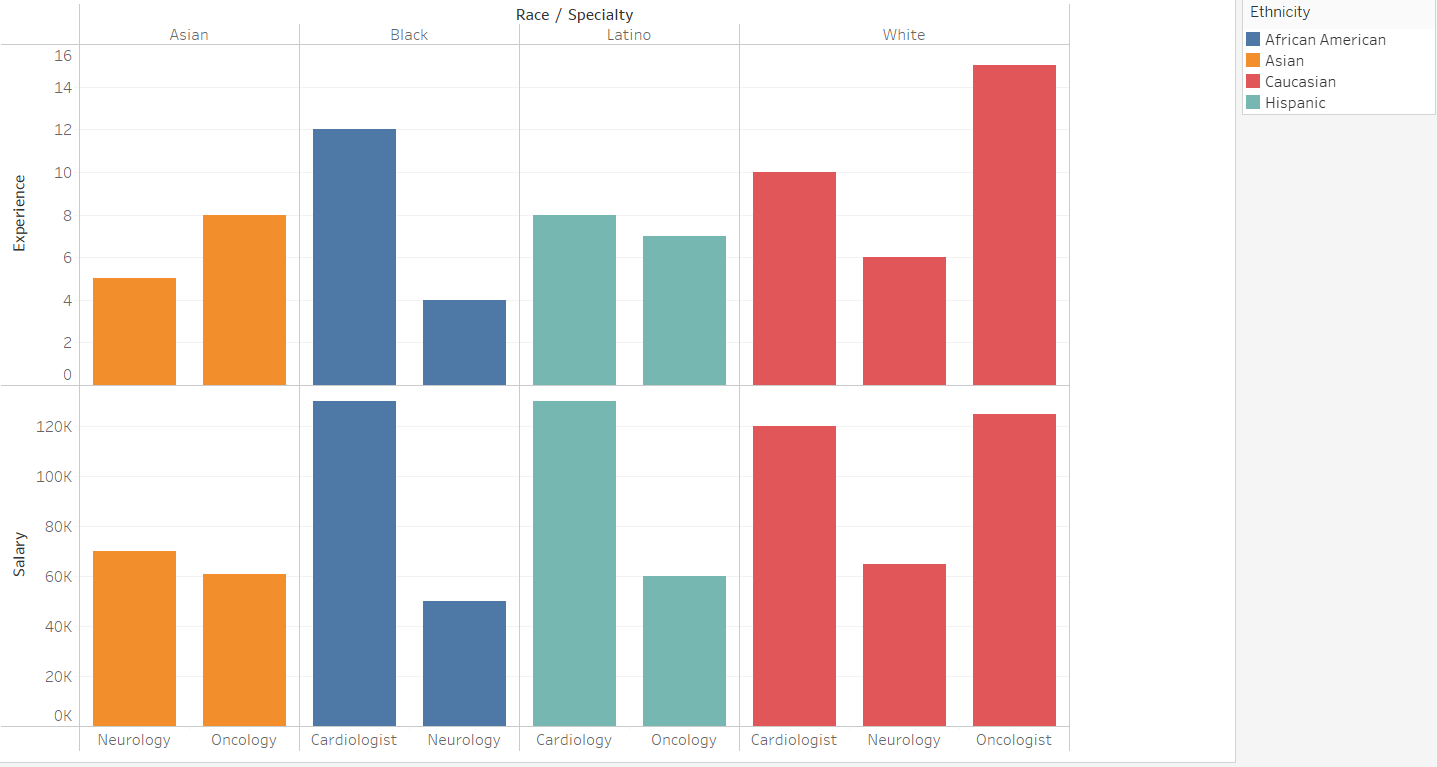 Race / Specialty
Asian Black Latino White
Experience
16
14
12
10
8
6
4
2
0
Salary
120K
100K
80K
60K
40K
20K
0K
Neurology Oncology Cardiologist Neurology Cardiology Oncology Cardiologist Neurology Oncologist
Ethnicity
African American
Asian
Caucasian
Hispanic